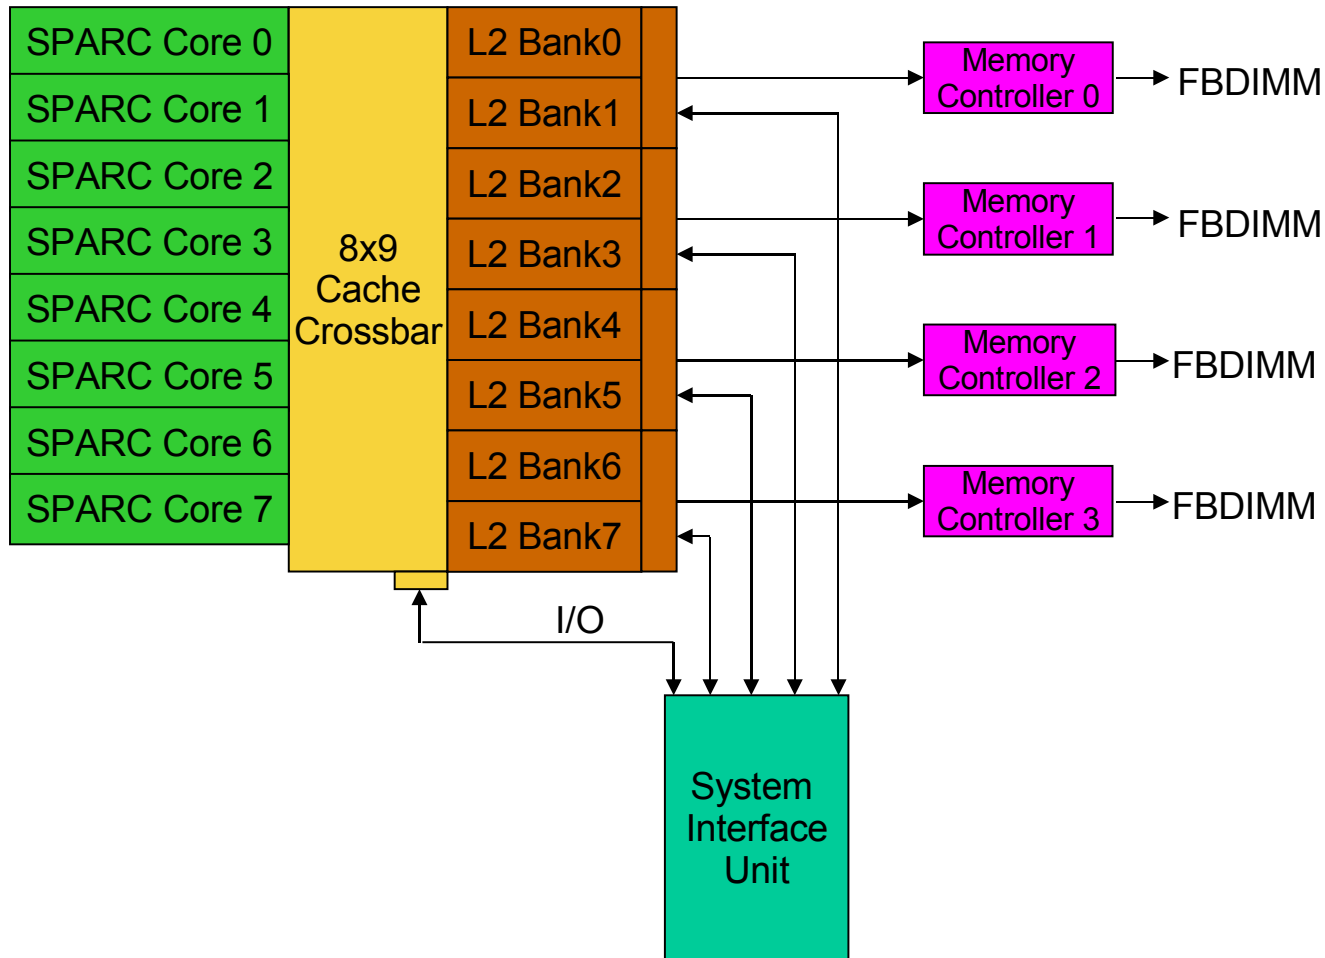 SPARC Core 0
SPARC Core 1
SPARC Core 2
SPARC Core 3
SPARC Core 4
SPARC Core 5
SPARC Core 6
SPARC Core 7
8x9
Cache
Crossbar
L2 Bank0
L2 Bank1
L2 Bank2
L2 Bank3
L2 Bank4
L2 Bank5
L2 Bank6
L2 Bank7
Memory
Controller 0
FBDIMM
Memory
Controller 1
FBDIMM
Memory
Controller 2
FBDIMM
Memory
Controller 3
FBDIMM
I/O
System
Interface
Unit